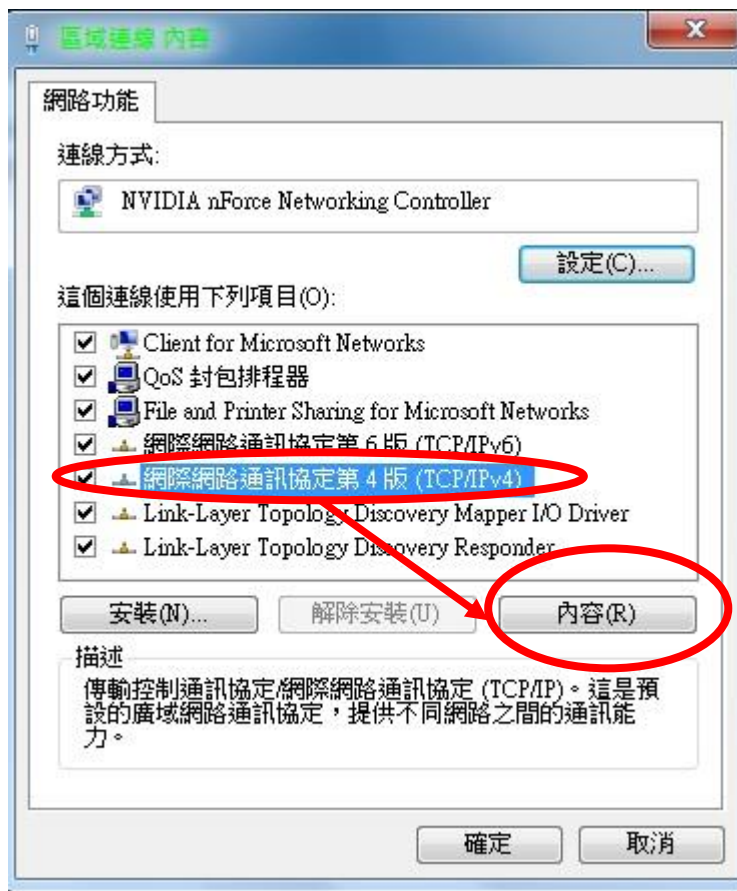 區域連線 內容
網路功能
連線方式:
NVIDIA nForce Networking Controller
設定(C)...
這個連線使用下列項目(O):
Client for Microsoft Networks
QoS 封包排程器
File and Printer Sharing for Microsoft Networks
網際網路通訊協定第 6 版 (TCP/IPv6)
網際網路通訊協定第 4 版 (TCP/IPv4)
Link-Layer Topology Discovery Mapper I/O Driver
Link-Layer Topology Discovery Responder
安裝(N)... 解除安裝(U) 內容(R)
描述
傳輸控制通訊協定/網際網路通訊協定 (TCP/IP)。這是預
設的廣域網路通訊協定，提供不同網路之間的通訊能
力。
確定 取消